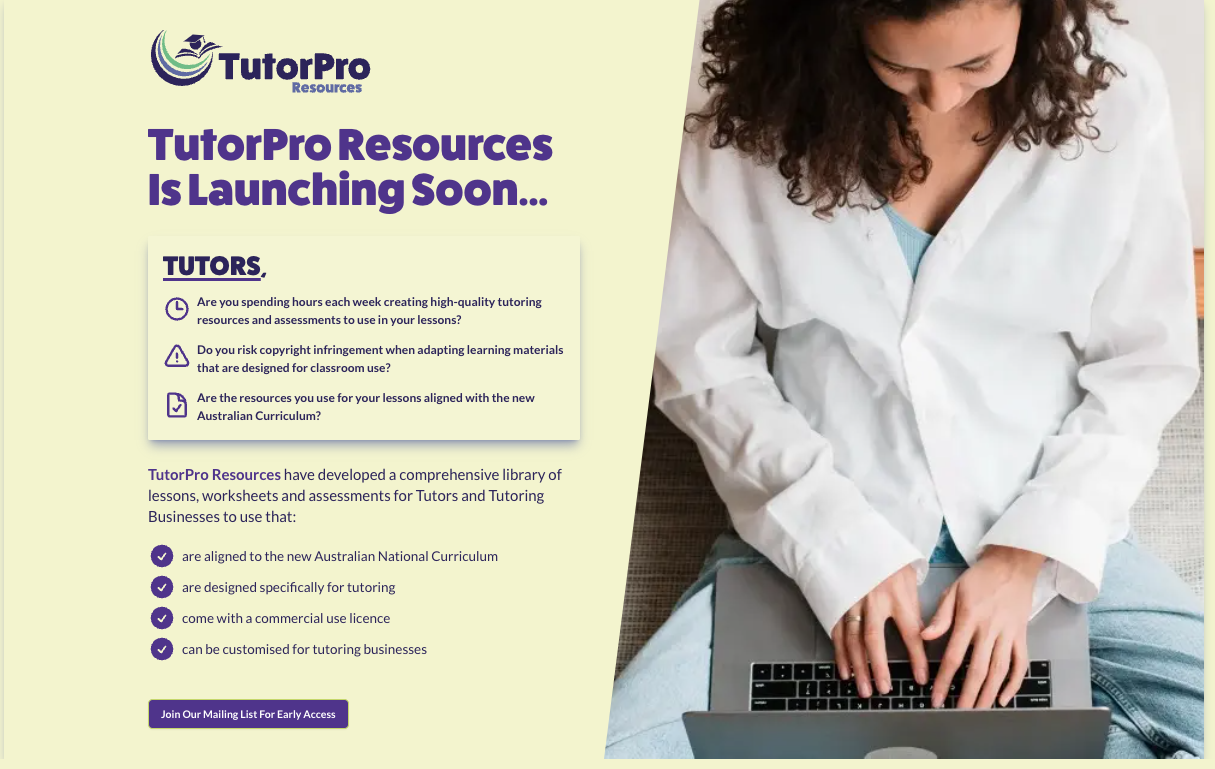 TutorPro
Resources
TutorPro Resources
Is Launching Soon...
TUTORS,
Are you spending hours each week creating high-quality tutoring
resources and assessments to use in your lessons?
Do you risk copyright infringement when adapting learning materials
that are designed for classroom use?
Are the resources you use for your lessons aligned with the new
Australian Curriculum?
TutorPro Resources have developed a comprehensive library of
lessons, worksheets and assessments for Tutors and Tutoring
Businesses to use that:
are aligned to the new Australian National Curriculum
are designed specifically for tutoring
come with a commercial use licence
can be customised for tutoring businesses
Join Our Mailing List For Early Access